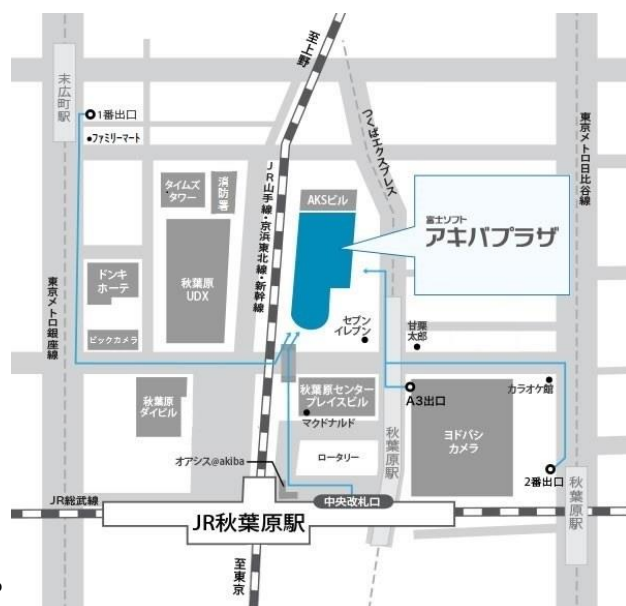 至上野
末広町駅
1番出口
ファミリーマート
つくばエクスプレス
東京メトロ日比谷線
JR山手線・京浜東北線・新幹線
タイムズ
タワー
消防署
AKSビル
富士ソフト
アキバプラザ
ドンキ
ホーテ
秋葉原
UDX
東京メトロ銀座線
ビックカメラ
セブン
イレブン
甘栗
太郎
秋葉原
ダイビル
秋葉原センター
プレイスビル
マクドナルド
A3出口
カラオケ館
ヨドバシ
カメラ
オアシス@akiba
ロータリー
秋葉原駅
2番出口
秋葉原駅
JR総武線
中央改札口
JR秋葉原駅
至東京